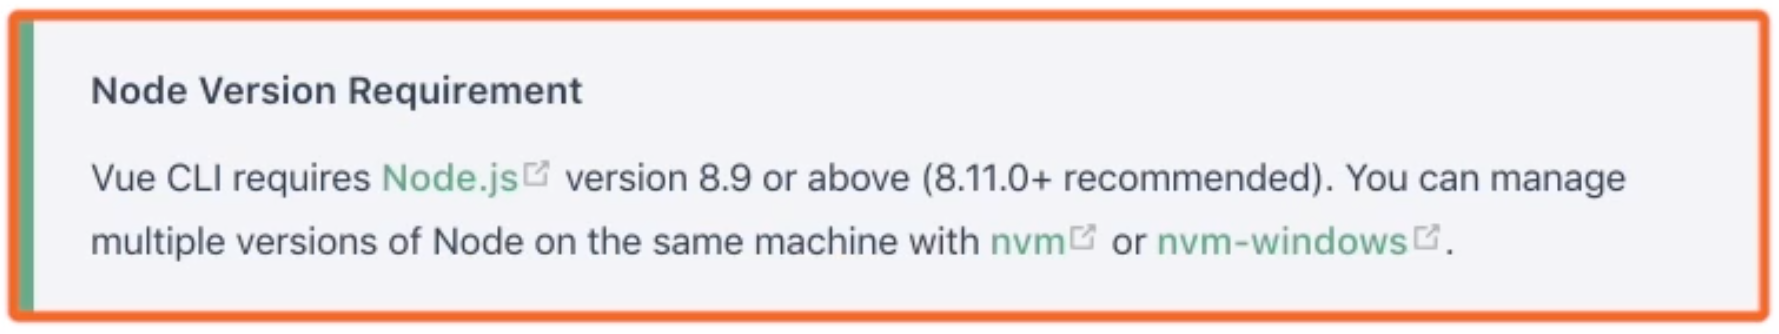 Node Version Requirement
Vue CLI requires Node.js version 8.9 or above (8.11.0+ recommended). You can manage
multiple versions of Node on the same machine with nvm or nvm-windows.